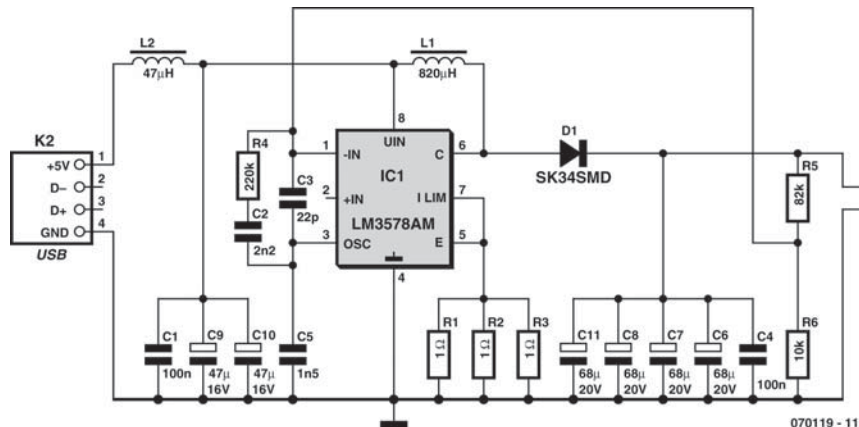 L2
47µH
L1
820µH
K2
+5V
D–
D+
GND
USB
1
2
3
4
R4
220k
C2
2n2
C3
22p
1
2
3
8
6
7
5
4
UIN
-IN
C
IC1
+IN
I LIM
LM3578AM
OSC
E
D1
SK34SMD
R5
82k
R6
10k
C1
100n
C9
47µ
16V
C10
47µ
16V
C5
1n5
R1
1Ω
R2
1Ω
R3
1Ω
C11
68µ
20V
C8
68µ
20V
C7
68µ
20V
C6
68µ
20V
C4
100n
070119 - 11